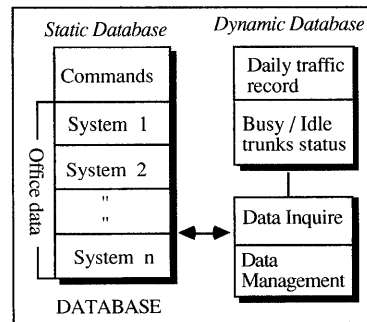 Static Database
Commands
System 1
System 2
"
"
System n
Office data
DATABASE
Dynamic Database
Daily traffic
record
Busy / Idle
trunks status
Data Inquire
Data
Management